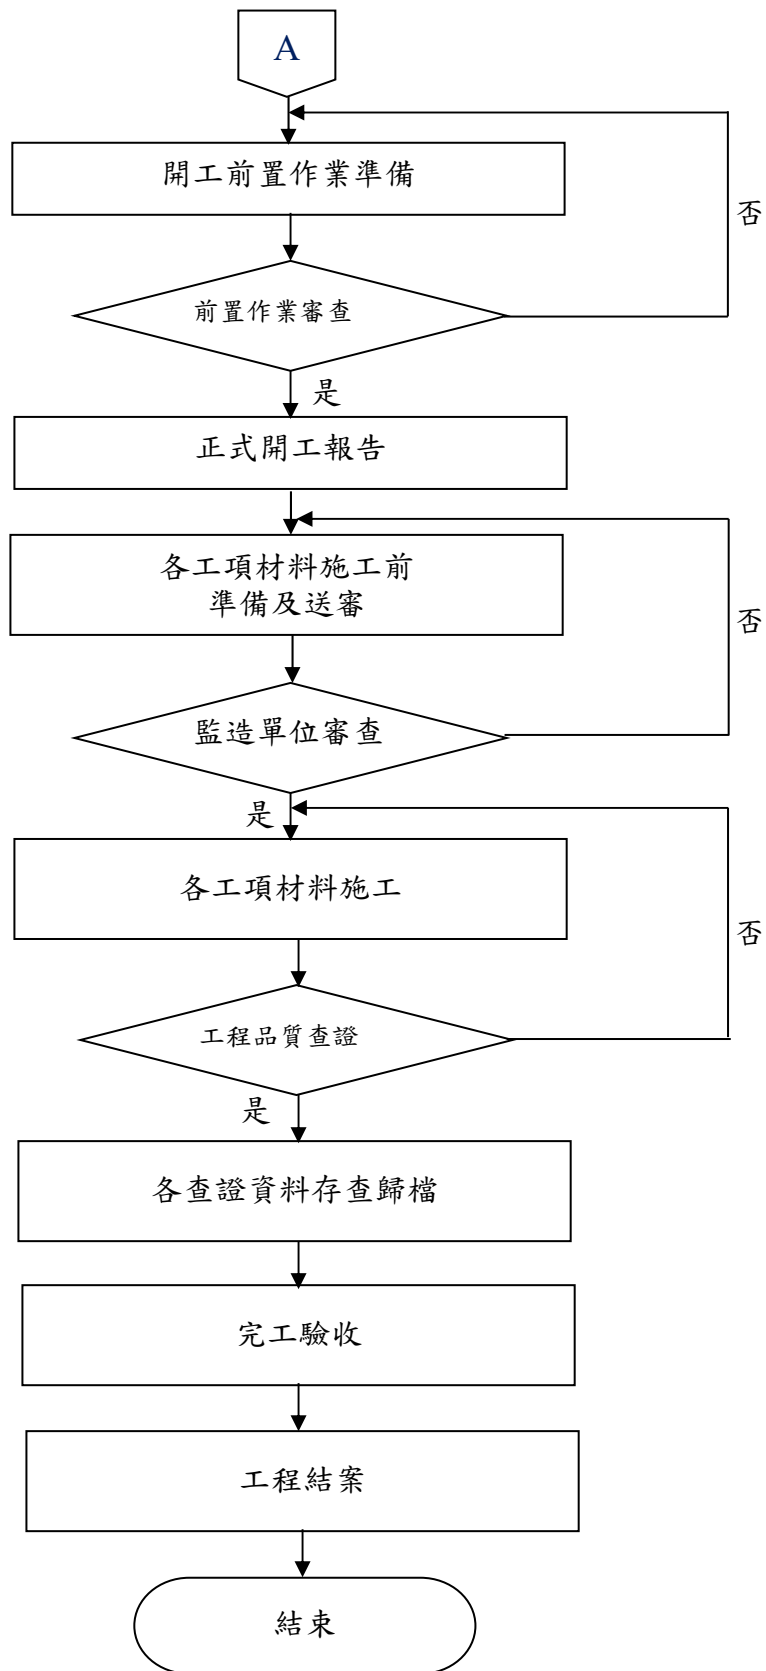 A
開工前置作業準備
否
前置作業審查
是
正式開工報告
各工項材料施工前
準備及送審
否
監造單位審查
是
各工項材料施工
否
工程品質查證
是
各查證資料存查歸檔
完工驗收
工程結案
結束